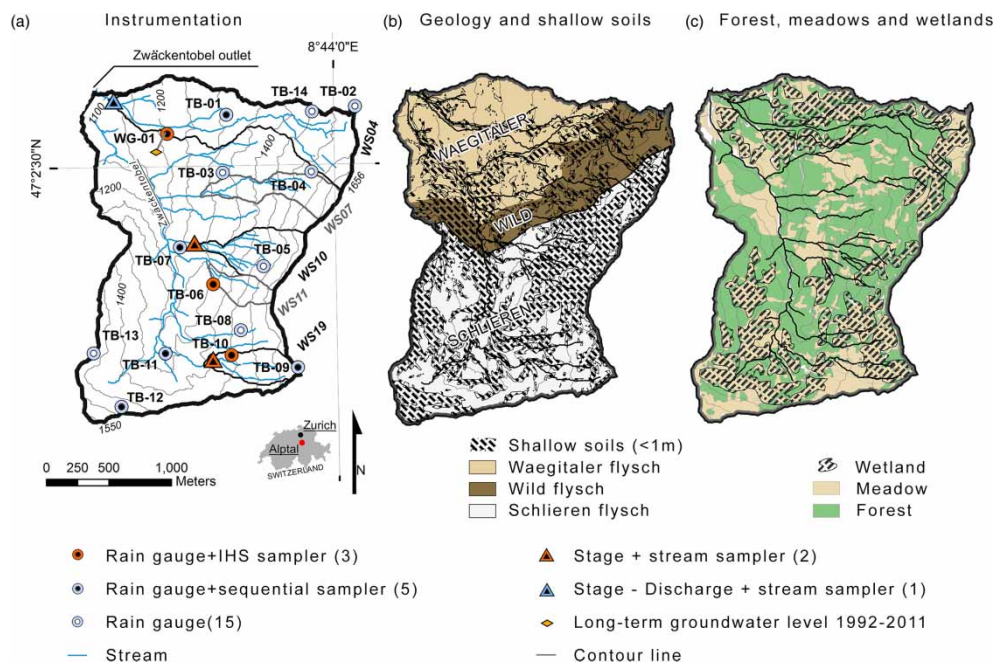 (a) Instrumentation
(b) Geology and shallow soils
(c) Forest, meadows and wetlands
8°44'0"E
Zwäckentobel outlet
1100
1200
TB-01
TB-14
TB-02
WG-01
WS04
47°2'30"N
1400
1200
Zwäckentobel
TB-03
TB-04
1656
WS07
TB-07
TB-05
WS10
TB-06
WS11
1400
TB-08
TB-13
TB-10
WS19
TB-11
TB-09
TB-12
1550
Zurich
Alptal
SWITZERLAND
N
0 250 500 1,000
Meters
WAEGITALER
WILD
SCHLIEREN
Shallow soils (<1m)
Waegitaler flysch
Wild flysch
Schlieren flysch
Wetland
Meadow
Forest
Rain gauge+IHS sampler (3)
Rain gauge+sequential sampler (5)
Rain gauge(15)
Stream
Stage + stream sampler (2)
Stage - Discharge + stream sampler (1)
Long-term groundwater level 1992-2011
Contour line